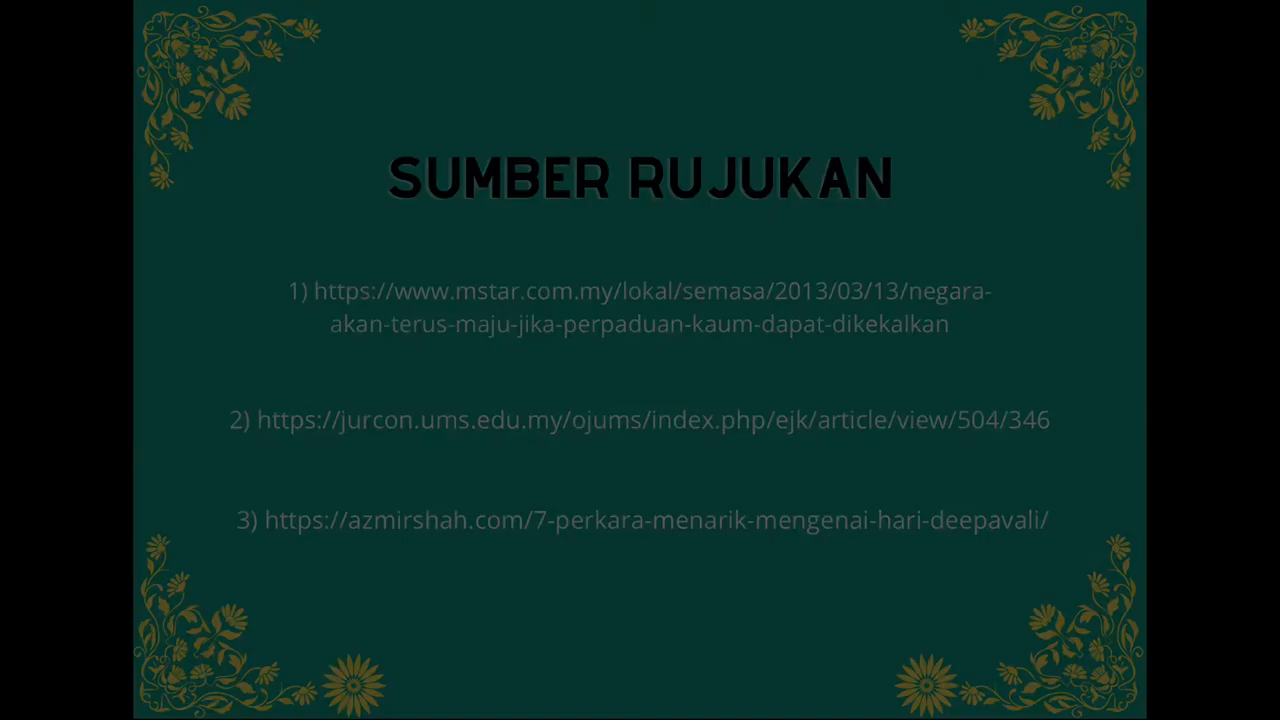 SUMBER RUJUKAN
1) https://www.mstar.com.my/lokal/semasa/2013/03/13/negara-
akan-terus-maju-jika-perpaduan-kaum-dapat-dikekalkan
2) https://jurcon.ums.edu.my/ojums/index.php/ejk/article/view/504/346
3) https://azmirshah.com/7-perkara-menarik-mengenai-hari-deepavali/